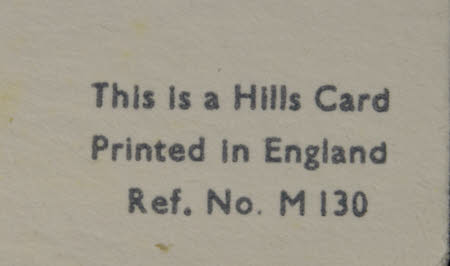 This is a Hills Card
Printed in England
Ref. No. M 130